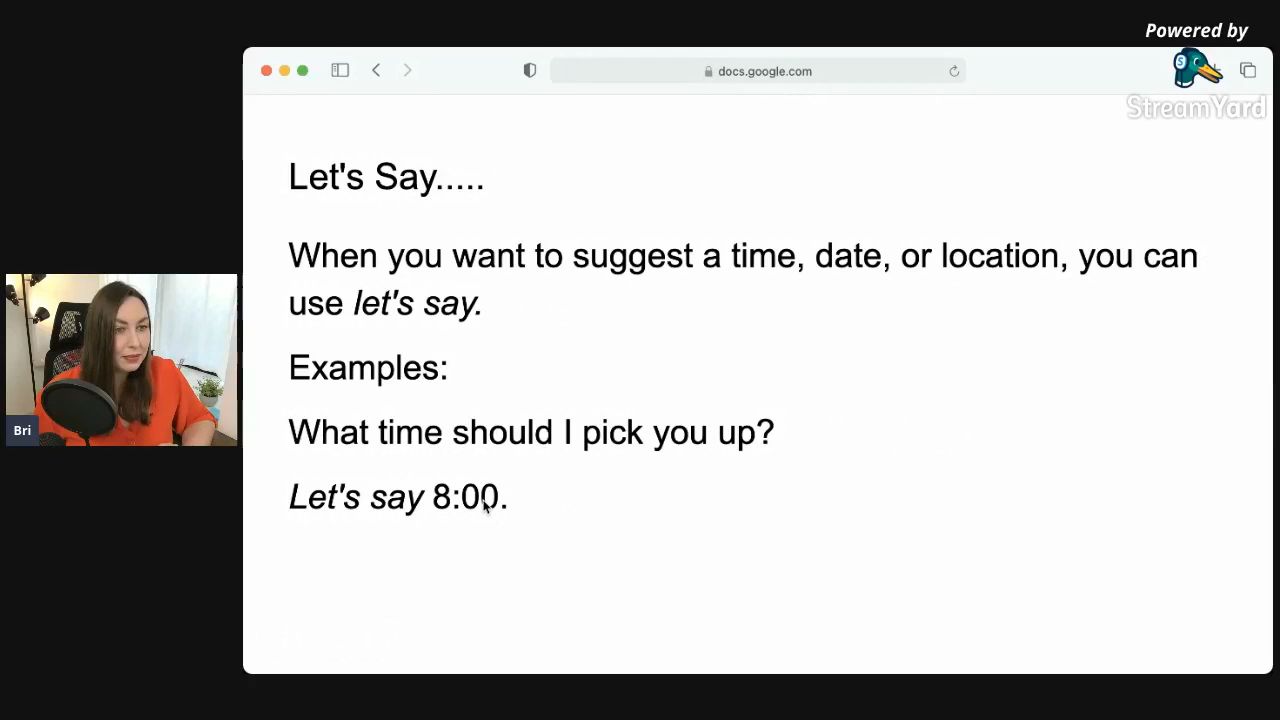 Powered by
docs.google.com
StreamYard
Let's Say.....
When you want to suggest a time, date, or location, you can
use let's say.
Examples:
What time should I pick you up?
Let's say 8:00.
Bri